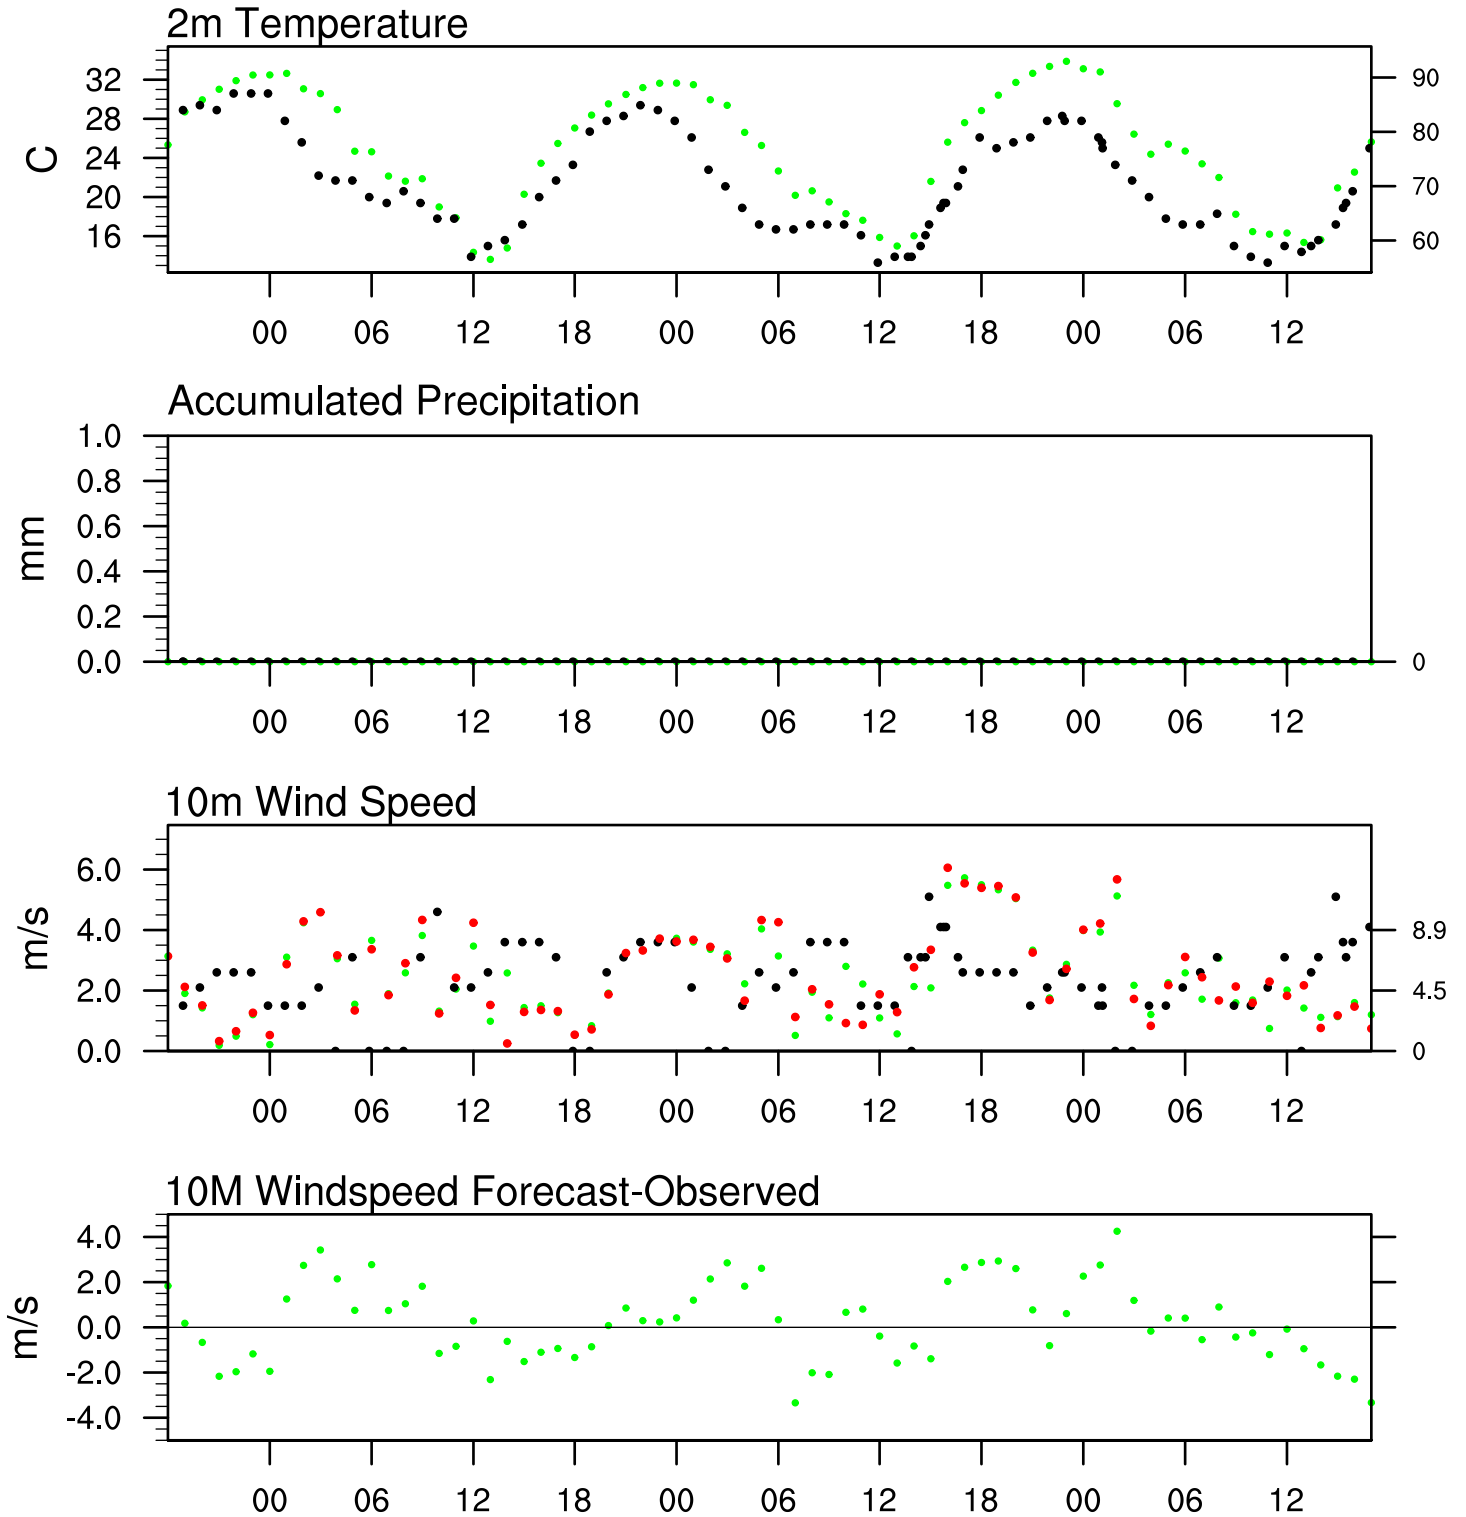 2m Temperature
32
28
24
20
16
C
90
80
70
60
00 06 12 18 00 06 12 18 00 06 12
Accumulated Precipitation
1.0
0.8
0.6
0.4
0.2
0.0
mm
0
00 06 12 18 00 06 12 18 00 06 12
10m Wind Speed
6.0
4.0
2.0
0.0
m/s
8.9
4.5
0
00 06 12 18 00 06 12 18 00 06 12
10M Windspeed Forecast-Observed
4.0
2.0
0.0
-2.0
-4.0
m/s
00 06 12 18 00 06 12 18 00 06 12